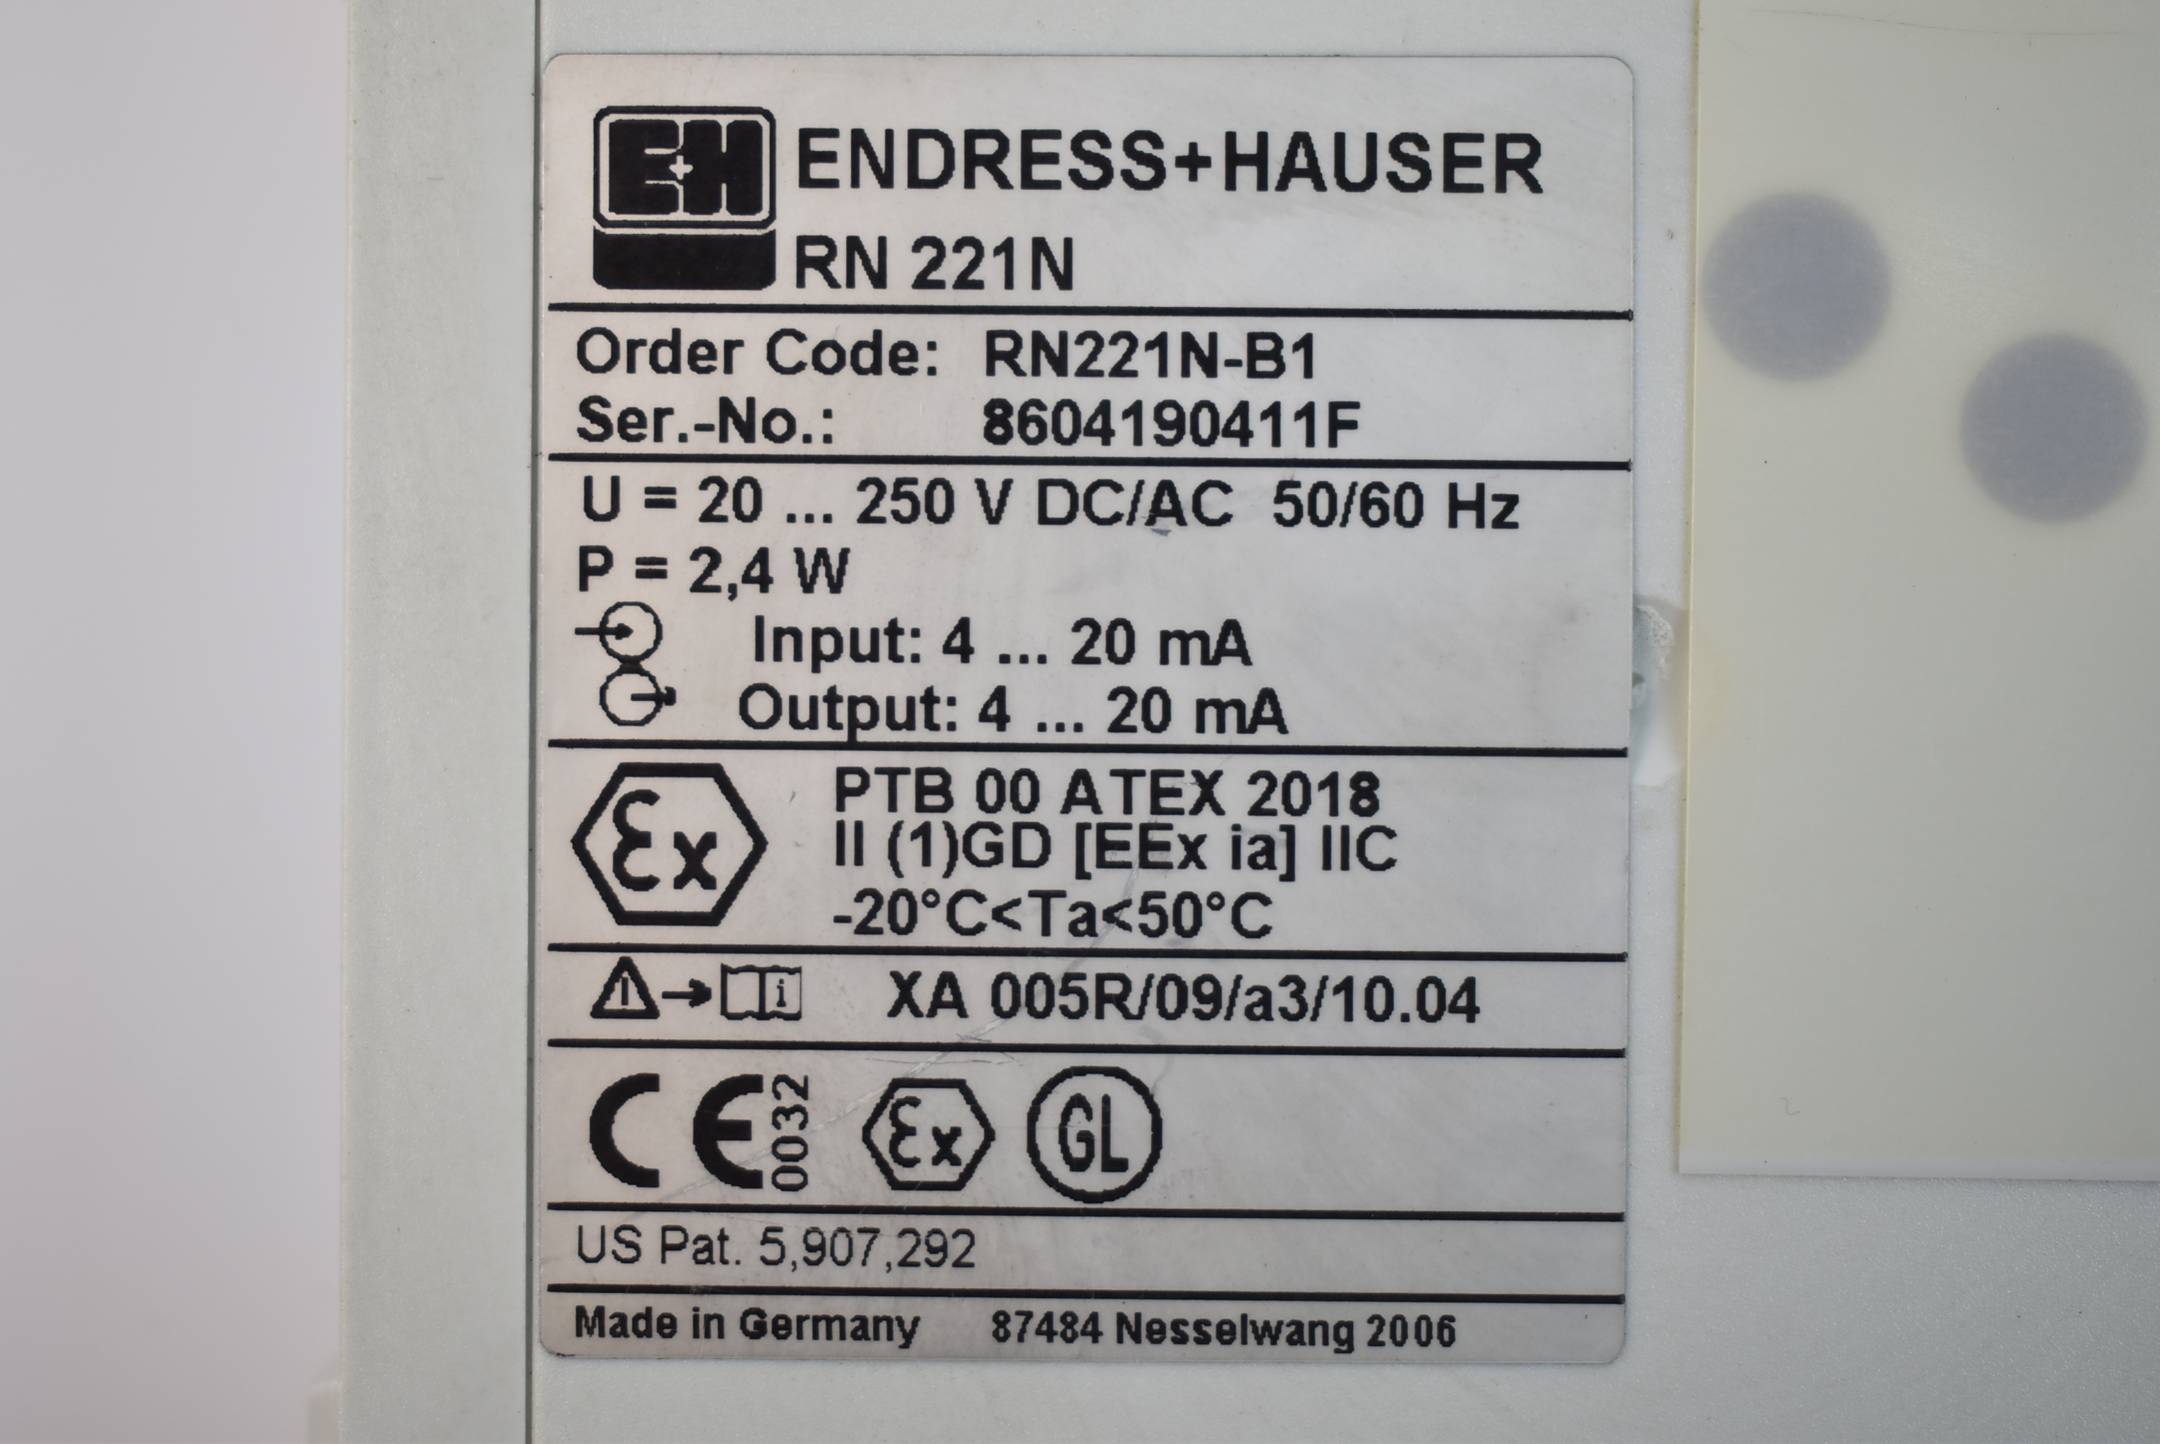 E+H ENDRESS+HAUSER
RN 221N
Order Code: RN221N-B1
Ser.-No.: 8604190411F
U = 20 ... 250 V DC/AC 50/60 Hz
P = 2,4 W
Input: 4 ... 20 mA
Output: 4 ... 20 mA
Ex
PTB 00 ATEX 2018
II (1)GD [EEx ia] IIC
-20°C<Ta<50°C
XA 005R/09/a3/10.04
CE 0032 Ex GL
US Pat. 5,907,292
Made in Germany 87484 Nesselwang 2006